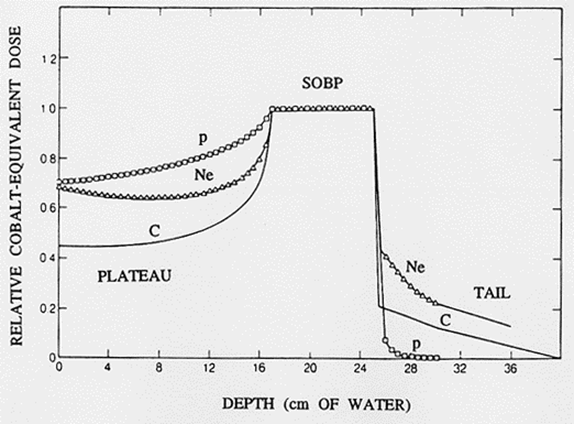 RELATIVE COBALT-EQUIVALENT DOSE
1 2
1 0
0.8
0 6
0 4
0 2
0
SOBP
p
Ne
C
PLATEAU
Ne
TAIL
C
p
0 4 8 12 16 20 24 28 32 36
DEPTH (cm OF WATER)